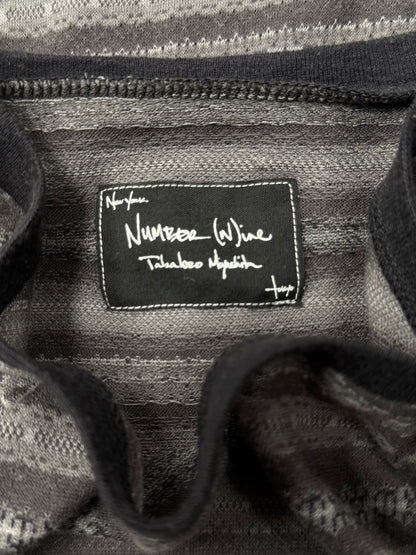 New York
NUMBER (N)ine
Takahiro Miyashita
tokyo